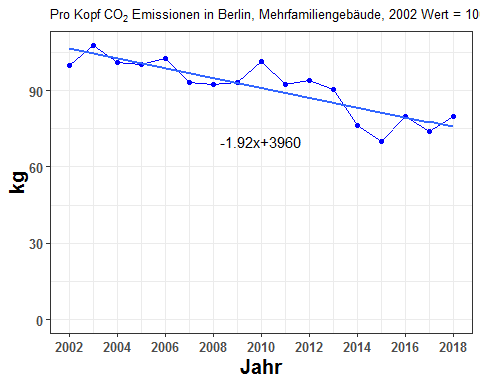 Pro Kopf CO₂ Emissionen in Berlin, Mehrfamiliengebäude, 2002 Wert = 10
90
60
30
0
kg
-1.92x+3960
2002 2004 2006 2008 2010 2012 2014 2016 2018
Jahr